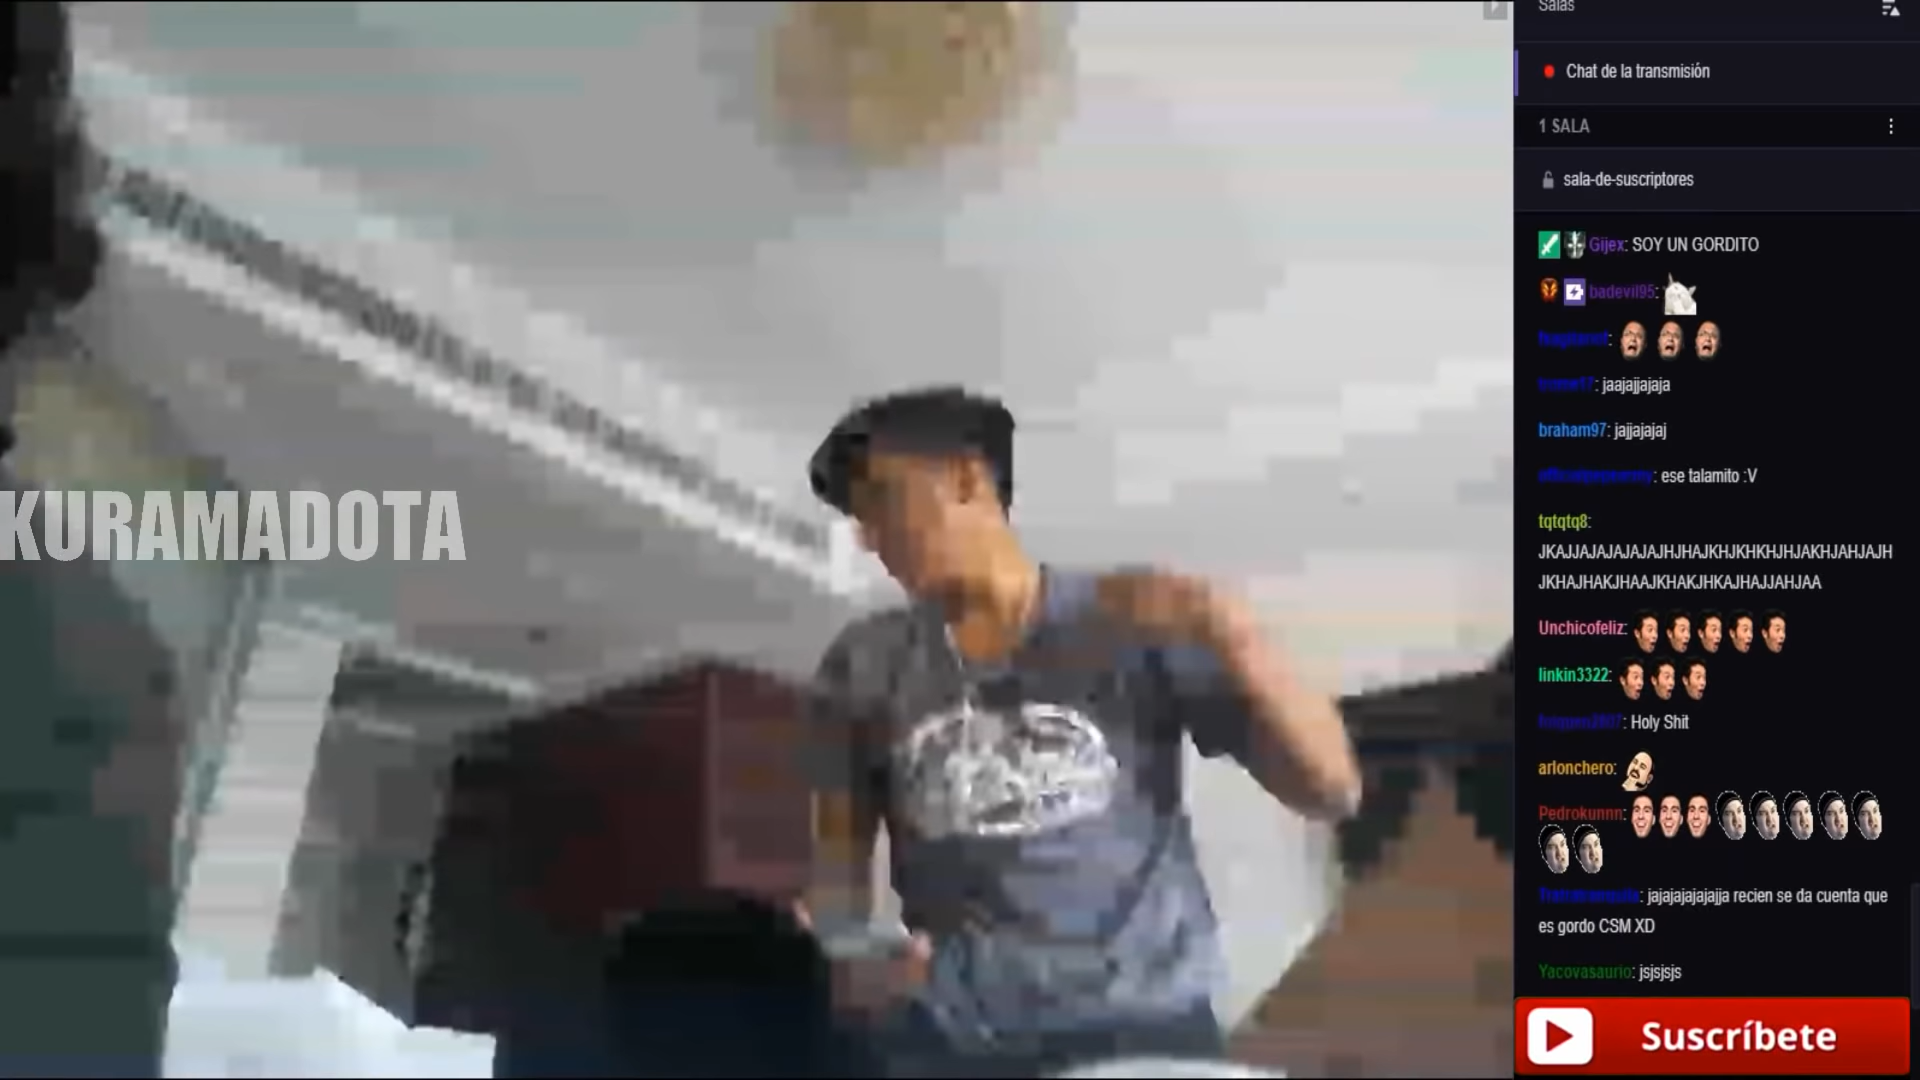 Salas
Chat de la transmisión
1 SALA
sala-de-suscriptores
Gijex: SOY UN GORDITO
badevil95:
: jaajajjajaja
braham97: jajjajajaj
: ese talamito :V
KURAMADOTA
tqtqtq8:
JKAJJAJAJAJAJAJHJHAJKHJKHKHJHJAKHJAHJAJH
JKHAJHAKJHAAJKHAKJHKAJHAJJAHJAA
Unchicofeliz:
linkin3322:
: Holy Shit
arlonchero:
Pedrokunnn:
: jajajajajajajja recien se da cuenta que
es gordo CSM XD
Yacovasaurio: jsjsjsjs
Suscríbete